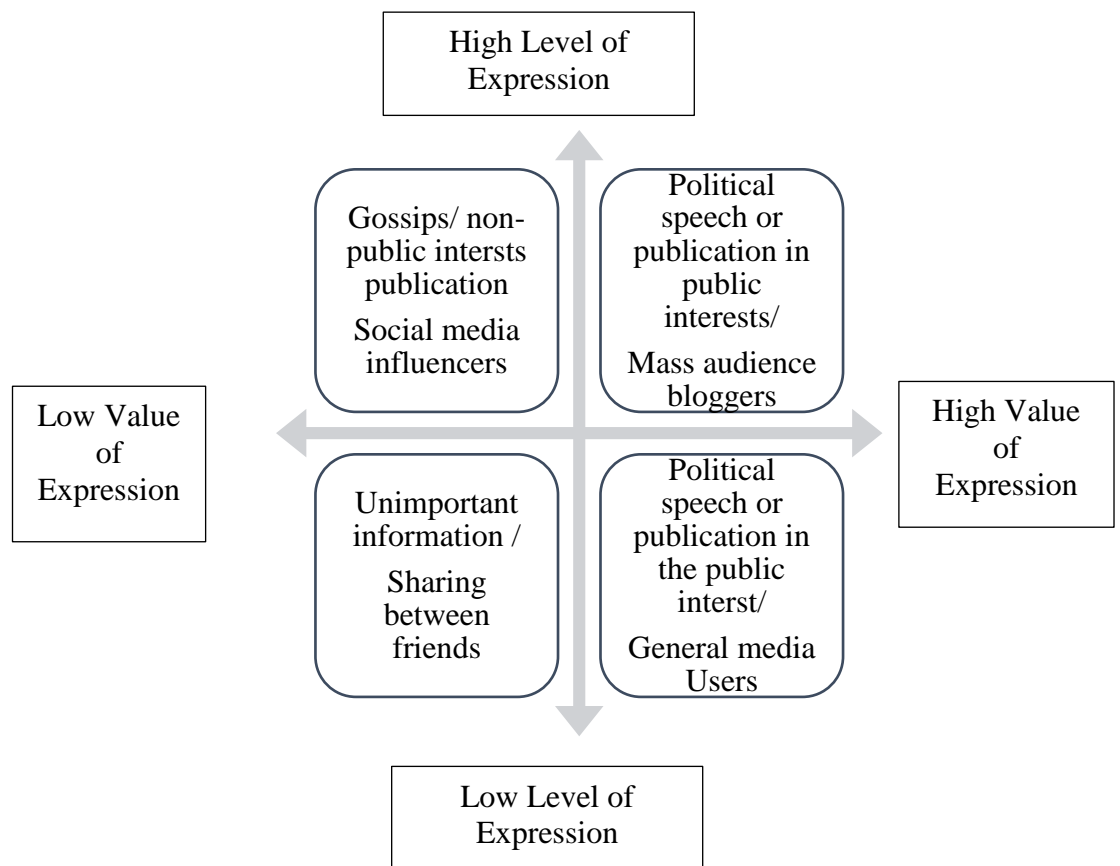 High Level of
Expression
Gossips/ non-
public intersts
publication
Social media
influencers
Political
speech or
publication in
public
interests/
Mass audience
bloggers
Low Value
of
Expression
High Value
of
Expression
Unimportant
information /
Sharing
between
friends
Political
speech or
publication in
the public
interst/
General media
Users
Low Level of
Expression